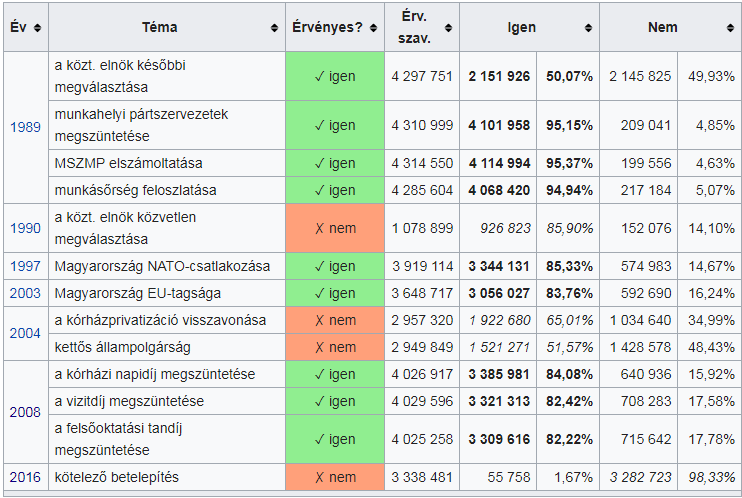 Év Téma Érvényes? Érv. szav. Igen Nem
1989 a közt. elnök későbbi megválasztása ✓ igen 4 297 751 2 151 926 50,07% 2 145 825 49,93%
munkahelyi pártszervezetek megszüntetése ✓ igen 4 310 999 4 101 958 95,15% 209 041 4,85%
MSZMP elszámoltatása ✓ igen 4 314 550 4 114 994 95,37% 199 556 4,63%
munkásőrség feloszlatása ✓ igen 4 285 604 4 068 420 94,94% 217 184 5,07%
1990 a közt. elnök közvetlen megválasztása ✗ nem 1 078 899 926 823 85,90% 152 076 14,10%
1997 Magyarország NATO-csatlakozása ✓ igen 3 919 114 3 344 131 85,33% 574 983 14,67%
2003 Magyarország EU-tagsága ✓ igen 3 648 717 3 056 027 83,76% 592 690 16,24%
2004 a kórházprivatizáció visszavonása ✗ nem 2 957 320 1 922 680 65,01% 1 034 640 34,99%
kettős állampolgárság ✗ nem 2 949 849 1 521 271 51,57% 1 428 578 48,43%
2008 a kórházi napidíj megszüntetése ✓ igen 4 026 917 3 385 981 84,08% 640 936 15,92%
a vizitdíj megszüntetése ✓ igen 4 029 596 3 321 313 82,42% 708 283 17,58%
a felsőoktatási tandíj megszüntetése ✓ igen 4 025 258 3 309 616 82,22% 715 642 17,78%
2016 kötelező betelepítés ✗ nem 3 338 481 55 758 1,67% 3 282 723 98,33%